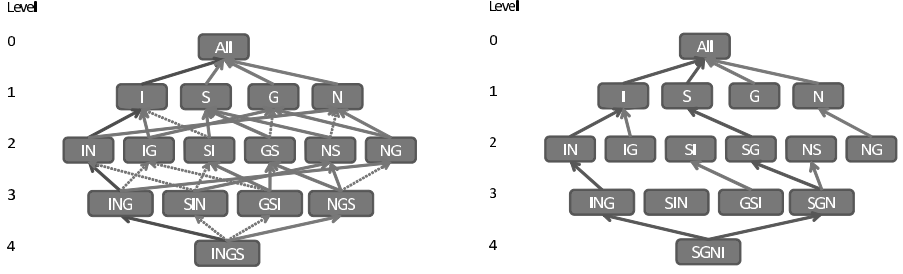 Level Level
0 All 0 All
1 I S G N 1 I S G N
2 IN IG SI GS NS NG 2 IN IG SI SG NS NG
3 ING SIN GSI NGS 3 ING SIN GSI SGN
4 INGS 4 SGNI